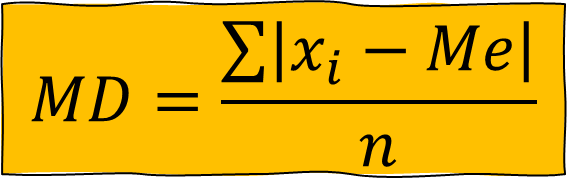 MD = ∑|xᵢ − Me| / n